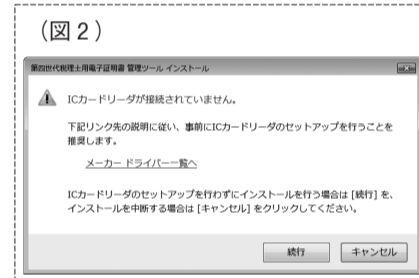 （図２）
第四世代税理士用電子証明書 管理ツール インストール
ICカードリーダが接続されていません。
下記リンク先の説明に従い、事前にICカードリーダのセットアップを行うことを
推奨します。
メーカー ドライバー一覧へ
ICカードリーダのセットアップを行わずにインストールを行う場合は [続行] を、
インストールを中断する場合は [キャンセル] をクリックしてください。
続行
キャンセル